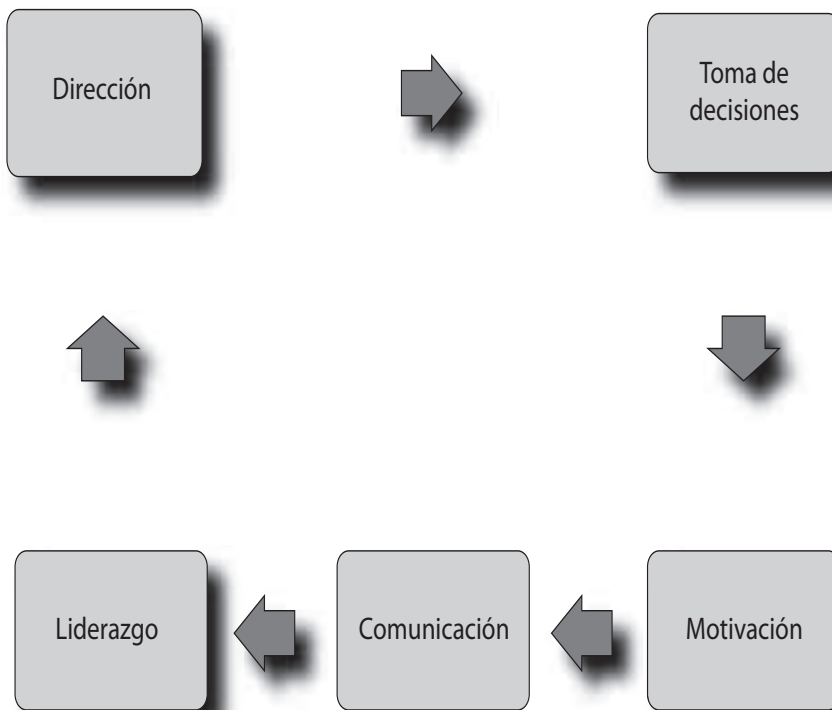 Dirección
Toma de
decisiones
Liderazgo
Comunicación
Motivación